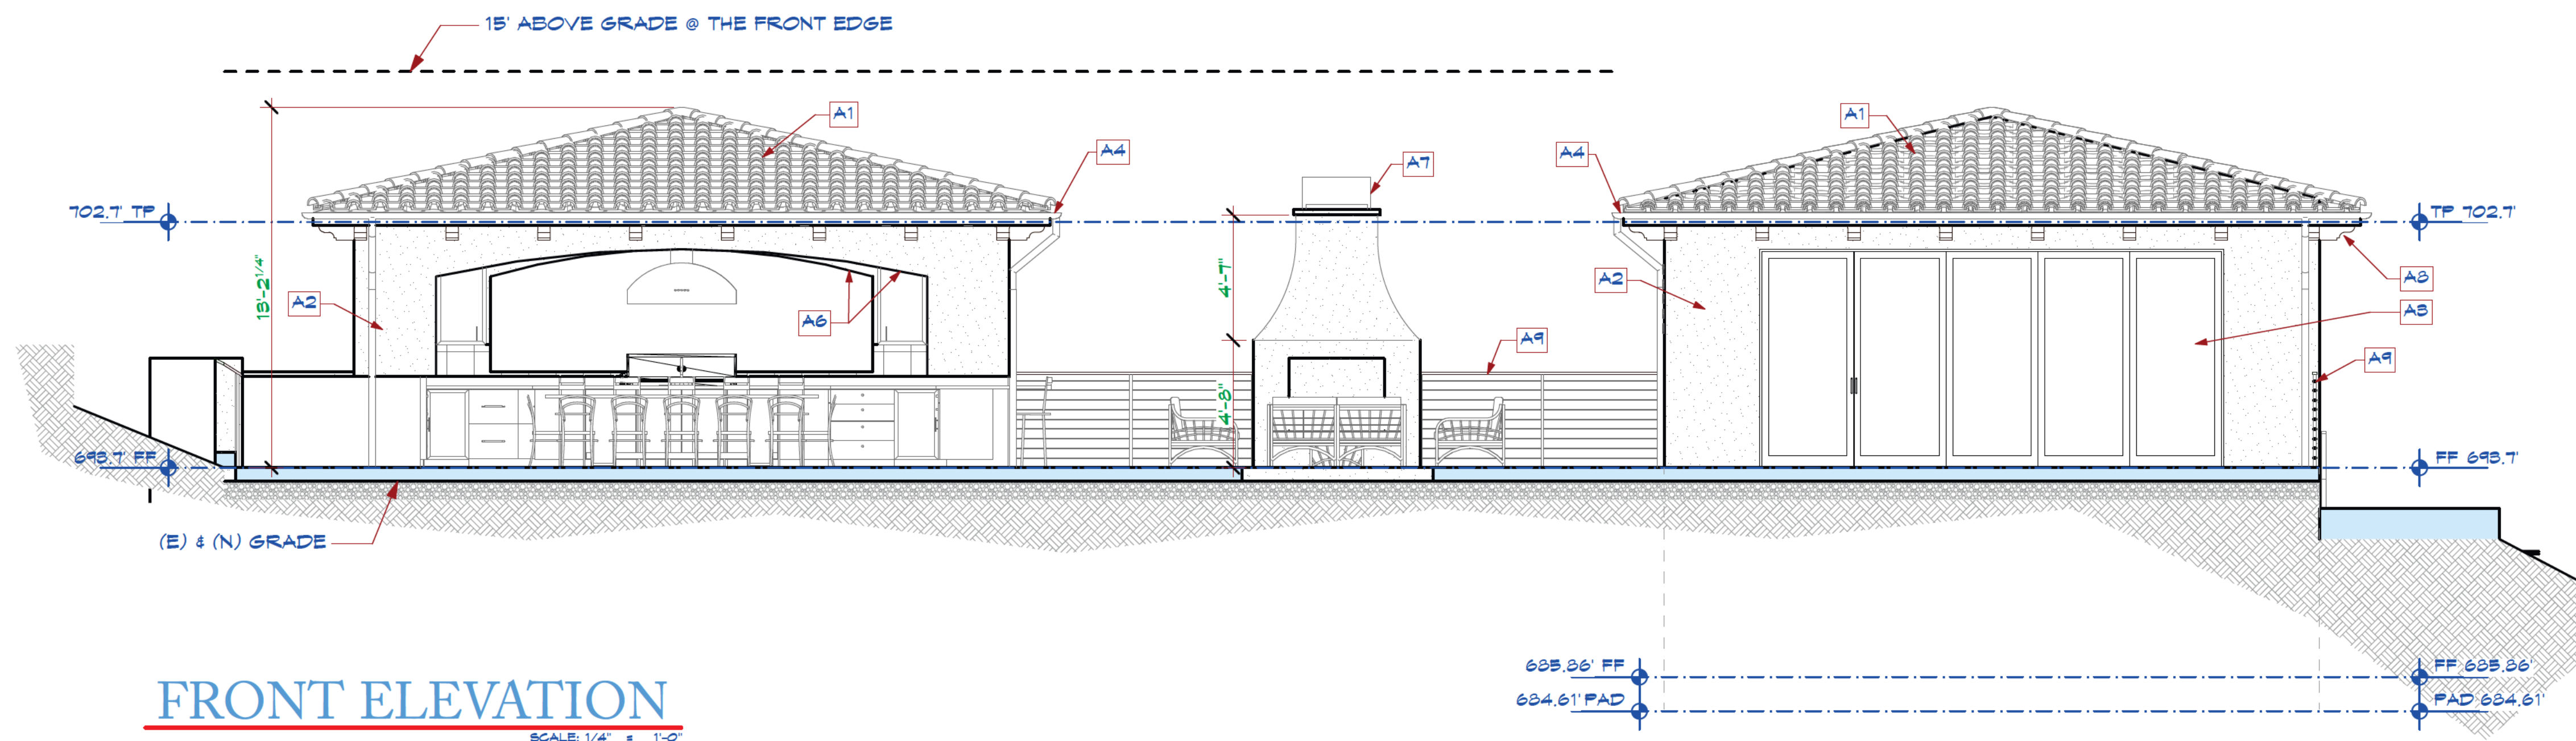 15' ABOVE GRADE @ THE FRONT EDGE
A1
A1
A4
A7
A4
702.7' TP
TP 702.7'
13'-2 1/4"
A2
A6
4'-7"
A9
A2
A8
A3
A9
4'-8"
693.7' FF
FF 693.7'
(E) & (N) GRADE
685.86' FF
FF 685.86'
684.61' PAD
PAD 684.61'
FRONT ELEVATION
SCALE: 1/4" = 1'-0"